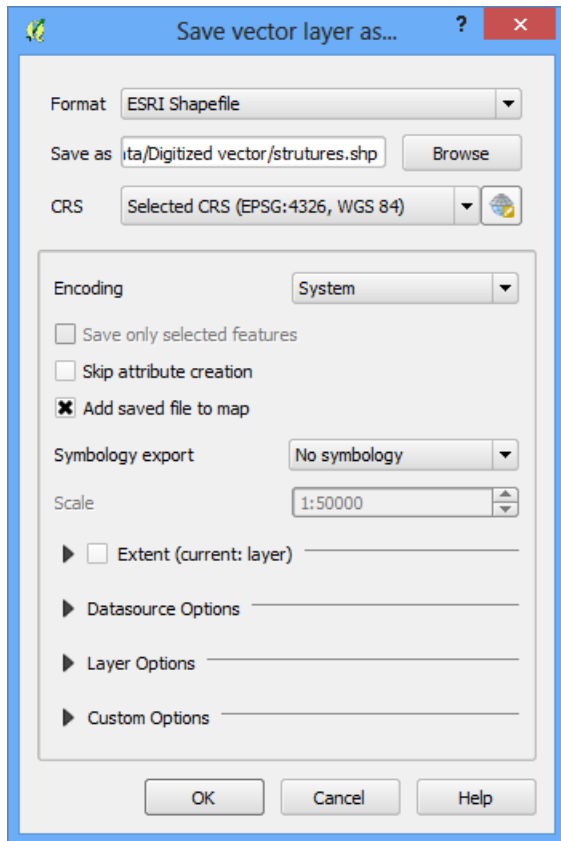 Save vector layer as...
?
Format ESRI Shapefile
Save as ata/Digitized vector/strutures.shp Browse
CRS Selected CRS (EPSG:4326, WGS 84)
Encoding System
Save only selected features
Skip attribute creation
Add saved file to map
Symbology export No symbology
Scale 1:50000
Extent (current: layer)
Datasource Options
Layer Options
Custom Options
OK Cancel Help